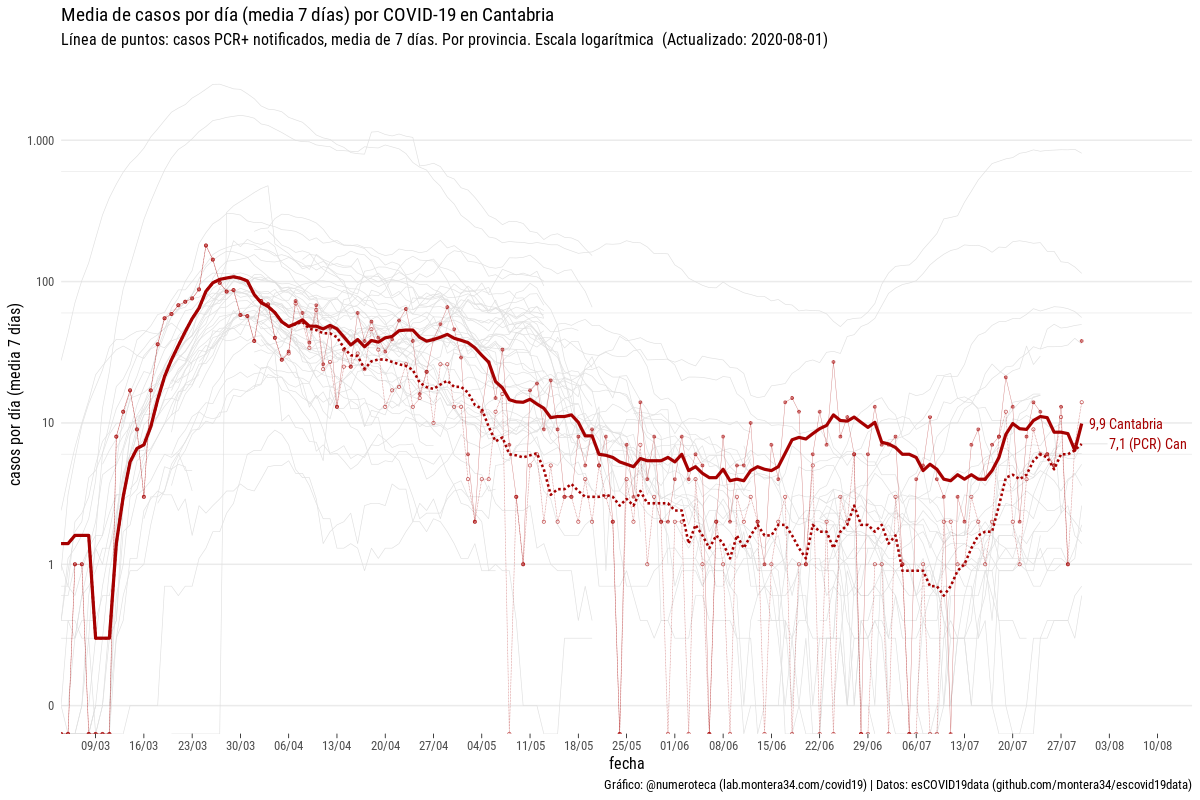 Media de casos por día (media 7 días) por COVID-19 en Cantabria
Línea de puntos: casos PCR+ notificados, media de 7 días. Por provincia. Escala logarítmica (Actualizado: 2020-08-01)
casos por día (media 7 días)
1.000
100
10
1
0
9,9 Cantabria
7,1 (PCR) Can
09/03 16/03 23/03 30/03 06/04 13/04 20/04 27/04 04/05 11/05 18/05 25/05 01/06 08/06 15/06 22/06 29/06 06/07 13/07 20/07 27/07 03/08 10/08
fecha
Gráfico: @numeroteca (lab.montera34.com/covid19) | Datos: esCOVID19data (github.com/montera34/escovid19data)